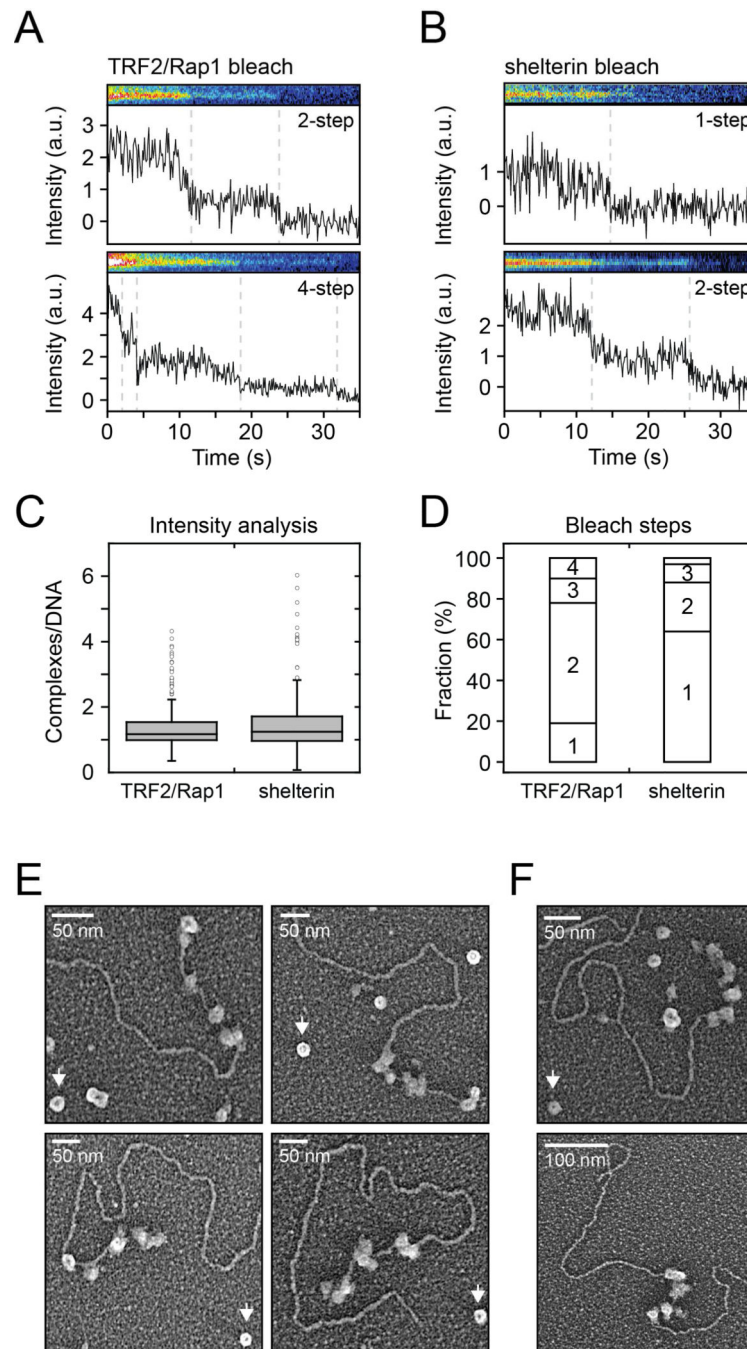 A
TRF2/Rap1 bleach
2-step
Intensity (a.u.)
3
2
1
0
4-step
Intensity (a.u.)
4
2
0
0 10 20 30
Time (s)
B
shelterin bleach
1-step
Intensity (a.u.)
1
0
2-step
Intensity (a.u.)
2
1
0
0 10 20 30
Time (s)
C
Intensity analysis
Complexes/DNA
6
4
2
0
TRF2/Rap1 shelterin
D
Bleach steps
Fraction (%)
100
80
60
40
20
0
4
3
2
1
3
2
1
TRF2/Rap1 shelterin
E
50 nm
50 nm
50 nm
50 nm
F
50 nm
100 nm